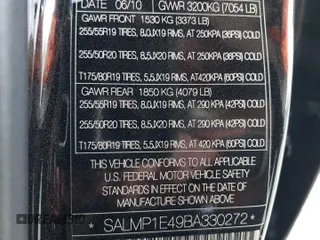 DATE 06/10 GVWR 3200KG (7054 LB)
GAWR FRONT 1530 KG (3373 LB)
255/55R19 TIRES, 8.0JX19 RIMS, AT 250KPA (36PSI) COLD
255/50R20 TIRES, 8.5JX20 RIMS, AT 250KPA (36PSI) COLD
T175/80R19 TIRES, 5.5JX19 RIMS, AT420KPA (60PSI) COLD
GAWR REAR 1850 KG (4079 LB)
255/55R19 TIRES, 8.0JX19 RIMS, AT 290 KPA (42PSI) COLD
255/50R20 TIRES, 8.5JX20 RIMS, AT 290 KPA (42PSI) COLD
T175/80R19 TIRES, 5.5JX19 RIMS, AT420 KPA (60PSI) COLD
THIS VEHICLE CONFORMS TO ALL APPLICABLE
U.S. FEDERAL MOTOR VEHICLE SAFETY
STANDARDS IN EFFECT ON THE DATE OF
MANUFACTURE SHOWN ABOVE
* SALMP1E49BA330272 *